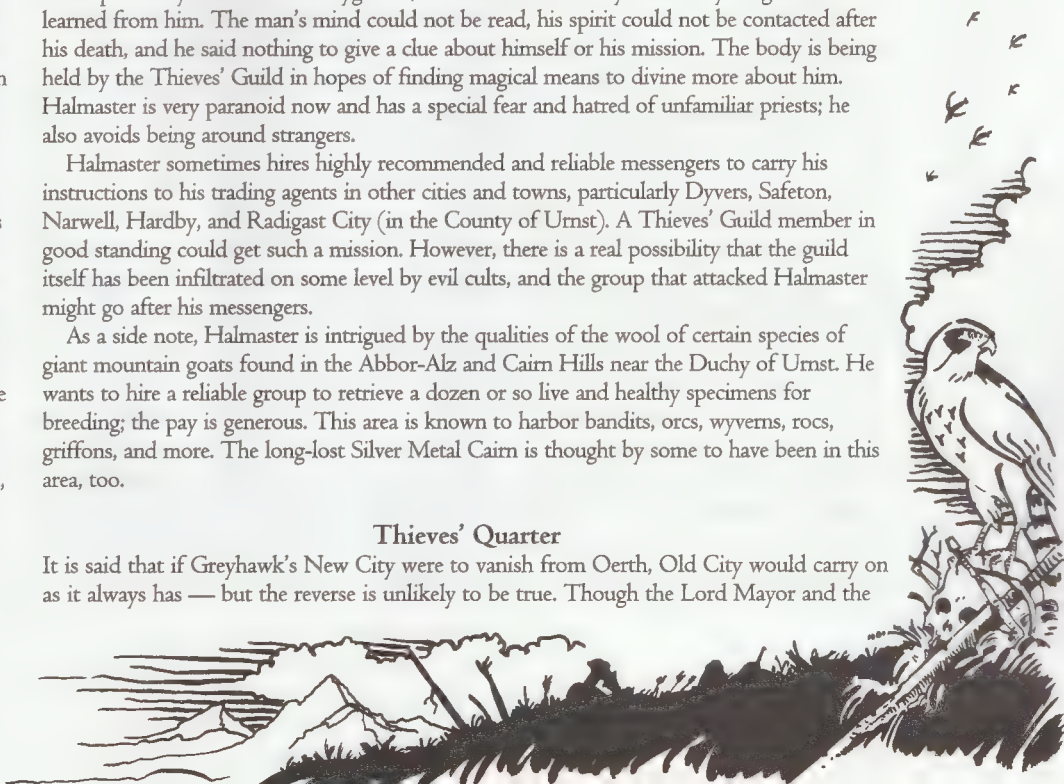 learned from him. The man's mind could not be read, his spirit could not be contacted after
his death, and he said nothing to give a clue about himself or his mission. The body is being
held by the Thieves' Guild in hopes of finding magical means to divine more about him.
Halmaster is very paranoid now and has a special fear and hatred of unfamiliar priests; he
also avoids being around strangers.
Halmaster sometimes hires highly recommended and reliable messengers to carry his
instructions to his trading agents in other cities and towns, particularly Dyvers, Safeton,
Narwell, Hardby, and Radigast City (in the County of Urnst). A Thieves' Guild member in
good standing could get such a mission. However, there is a real possibility that the guild
itself has been infiltrated on some level by evil cults, and the group that attacked Halmaster
might go after his messengers.
As a side note, Halmaster is intrigued by the qualities of the wool of certain species of
giant mountain goats found in the Abbor-Alz and Cairn Hills near the Duchy of Urnst. He
wants to hire a reliable group to retrieve a dozen or so live and healthy specimens for
breeding; the pay is generous. This area is known to harbor bandits, orcs, wyverns, rocs,
griffons, and more. The long-lost Silver Metal Cairn is thought by some to have been in this
area, too.
Thieves' Quarter
It is said that if Greyhawk's New City were to vanish from Oerth, Old City would carry on
as it always has — but the reverse is unlikely to be true. Though the Lord Mayor and the